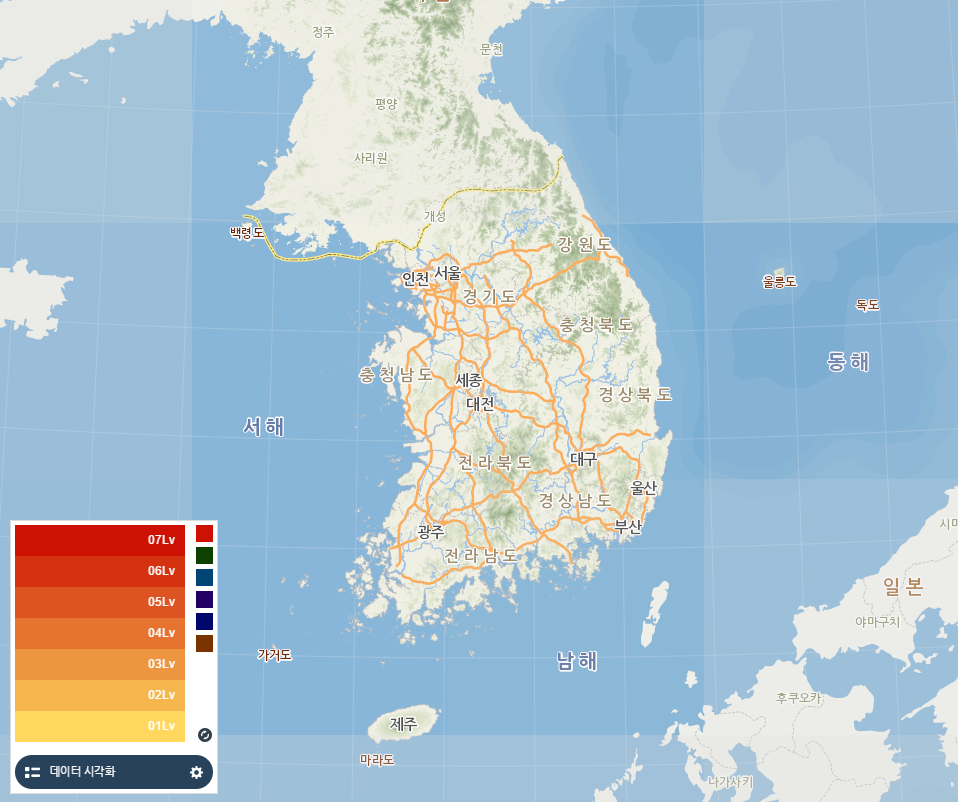 정주
문천
평양
사리원
개성
백령도
강원도
인천
서울
경기도
울릉도
독도
충청북도
동해
충청남도
세종
경상북도
대전
서해
전라북도
대구
울산
경상남도
부산
광주
전라남도
일본
야마구치
가거도
남해
후쿠오카
제주
마라도
나가사키
07Lv
06Lv
05Lv
04Lv
03Lv
02Lv
01Lv
데이터 시각화